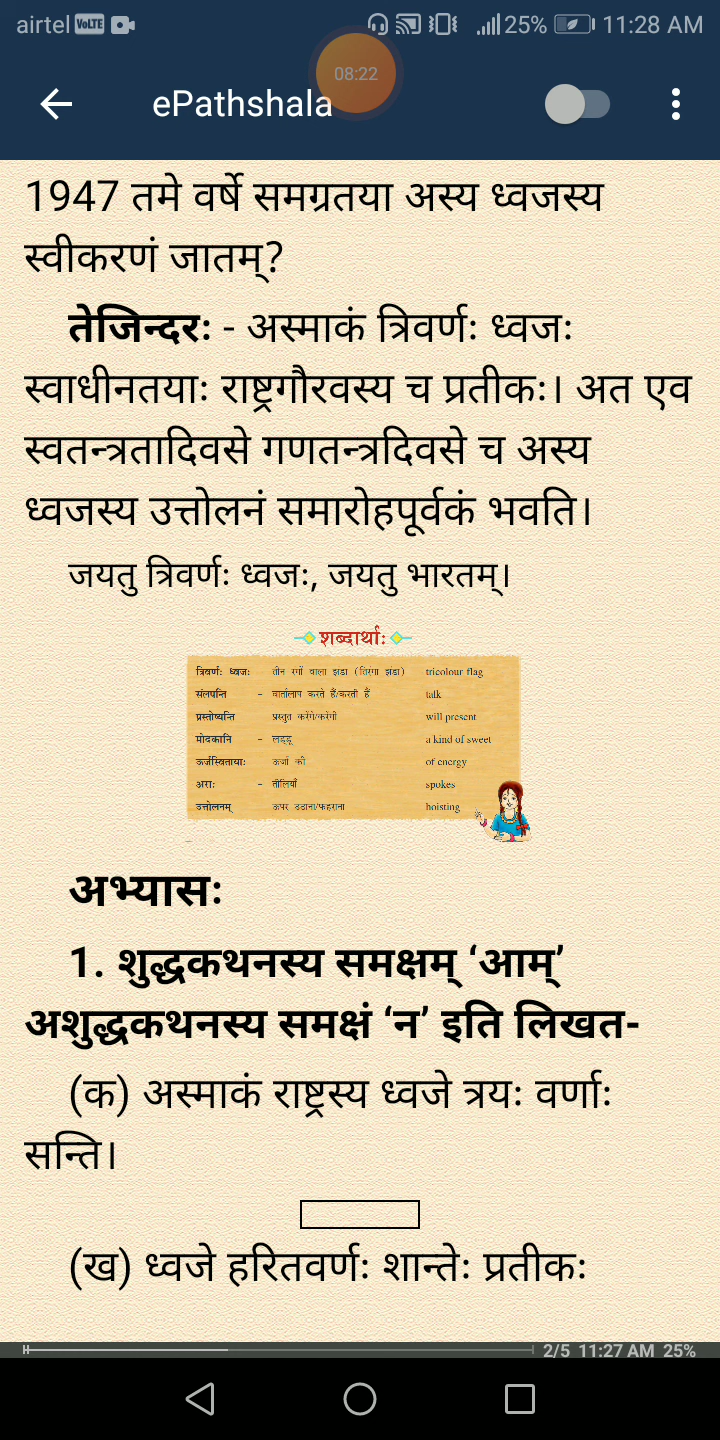 airtel VoLTE 25% 11:28 AM
08:22
ePathshala
1947 तमे वर्षे समग्रतया अस्य ध्वजस्य
स्वीकरणं जातम्?
तेजिन्दरः - अस्माकं त्रिवर्णः ध्वजः
स्वाधीनतयाः राष्ट्रगौरवस्य च प्रतीकः। अत एव
स्वतन्त्रतादिवसे गणतन्त्रदिवसे च अस्य
ध्वजस्य उत्तोलनं समारोहपूर्वकं भवति।
जयतु त्रिवर्णः ध्वजः, जयतु भारतम्।
शब्दार्थाः
त्रिवर्णः ध्वजः तीन रंगों वाला झंडा (तिरंगा झंडा) tricolour flag
संलपन्ति - वार्तालाप करते हैं/करती हैं talk
प्रस्तोष्यन्ति प्रस्तुत करेंगे/करेंगी will present
मोदकानि - लड्डू a kind of sweet
ऊर्जस्वितायाः ऊर्जा की of energy
अराः - तीलियाँ spokes
उत्तोलनम् ऊपर उठाना/फहराना hoisting
अभ्यासः
1. शुद्धकथनस्य समक्षम् ‘आम्’
अशुद्धकथनस्य समक्षं ‘न’ इति लिखत-
(क) अस्माकं राष्ट्रस्य ध्वजे त्रयः वर्णाः
सन्ति।
(ख) ध्वजे हरितवर्णः शान्तेः प्रतीकः
2/5 11:27 AM 25%